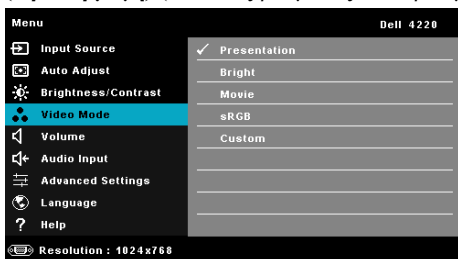 Menu Dell 4220
Input Source
Auto Adjust
Brightness/Contrast
Video Mode
Volume
Audio Input
Advanced Settings
Language
Help
Presentation
Bright
Movie
sRGB
Custom
Resolution : 1024x768